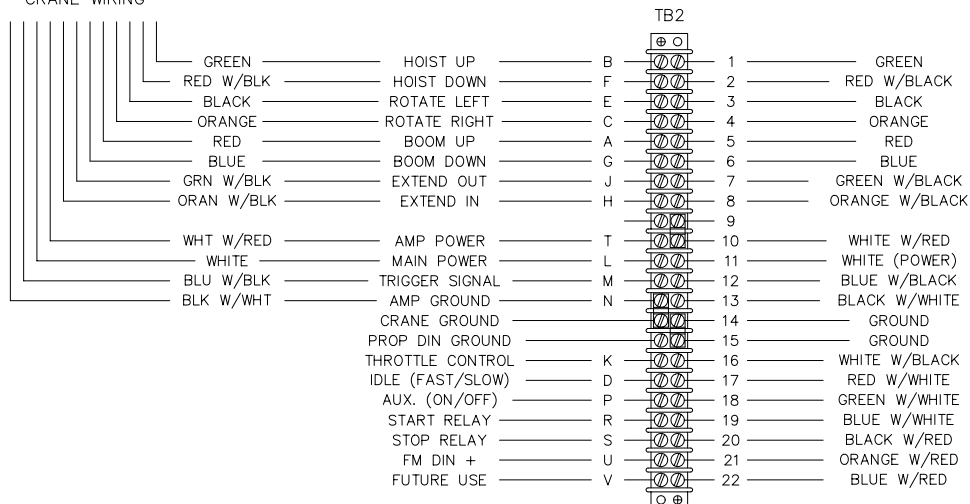 CRANE WIRING
TB2
GREEN HOIST UP B 1 GREEN
RED W/BLK HOIST DOWN F 2 RED W/BLACK
BLACK ROTATE LEFT E 3 BLACK
ORANGE ROTATE RIGHT C 4 ORANGE
RED BOOM UP A 5 RED
BLUE BOOM DOWN G 6 BLUE
GRN W/BLK EXTEND OUT J 7 GREEN W/BLACK
ORAN W/BLK EXTEND IN H 8 ORANGE W/BLACK
9
WHT W/RED AMP POWER T 10 WHITE W/RED
WHITE MAIN POWER L 11 WHITE (POWER)
BLU W/BLK TRIGGER SIGNAL M 12 BLUE W/BLACK
BLK W/WHT AMP GROUND N 13 BLACK W/WHITE
CRANE GROUND 14 GROUND
PROP DIN GROUND 15 GROUND
THROTTLE CONTROL K 16 WHITE W/BLACK
IDLE (FAST/SLOW) D 17 RED W/WHITE
AUX. (ON/OFF) P 18 GREEN W/WHITE
START RELAY R 19 BLUE W/WHITE
STOP RELAY S 20 BLACK W/RED
FM DIN + U 21 ORANGE W/RED
FUTURE USE V 22 BLUE W/RED